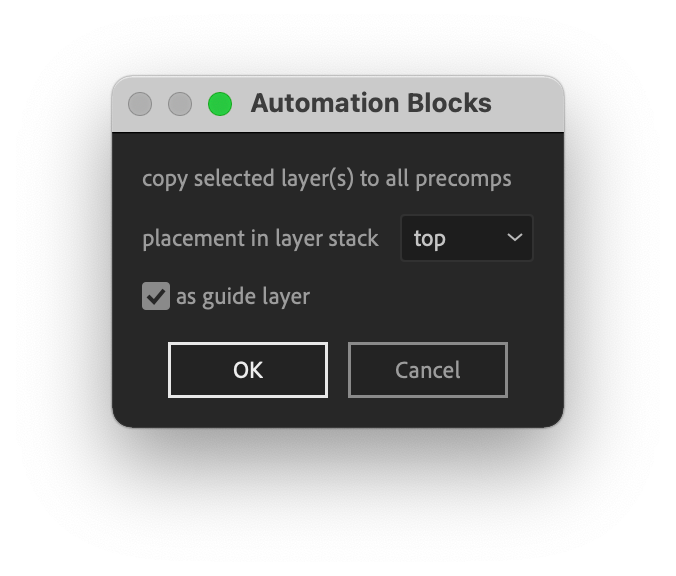 Automation Blocks
copy selected layer(s) to all precomps
placement in layer stack top
as guide layer
OK Cancel